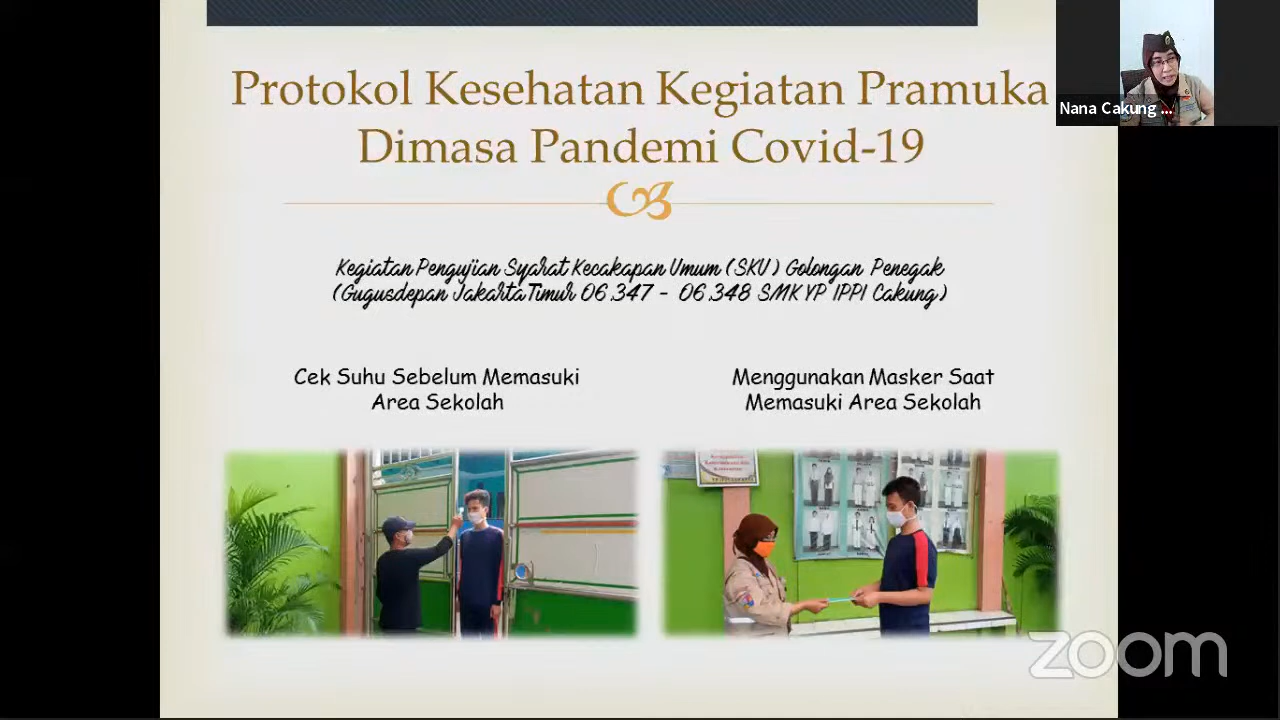 Protokol Kesehatan Kegiatan Pramuka
Dimasa Pandemi Covid-19
Kegiatan Pengujian Syarat Kecakapan Umum (SKU) Golongan Penegak
(Gugusdepan Jakarta Timur 06.347 - 06.348 SMK YP IPPI Cakung)
Cek Suhu Sebelum Memasuki
Area Sekolah
Menggunakan Masker Saat
Memasuki Area Sekolah
Nana Cakung ...
zoom